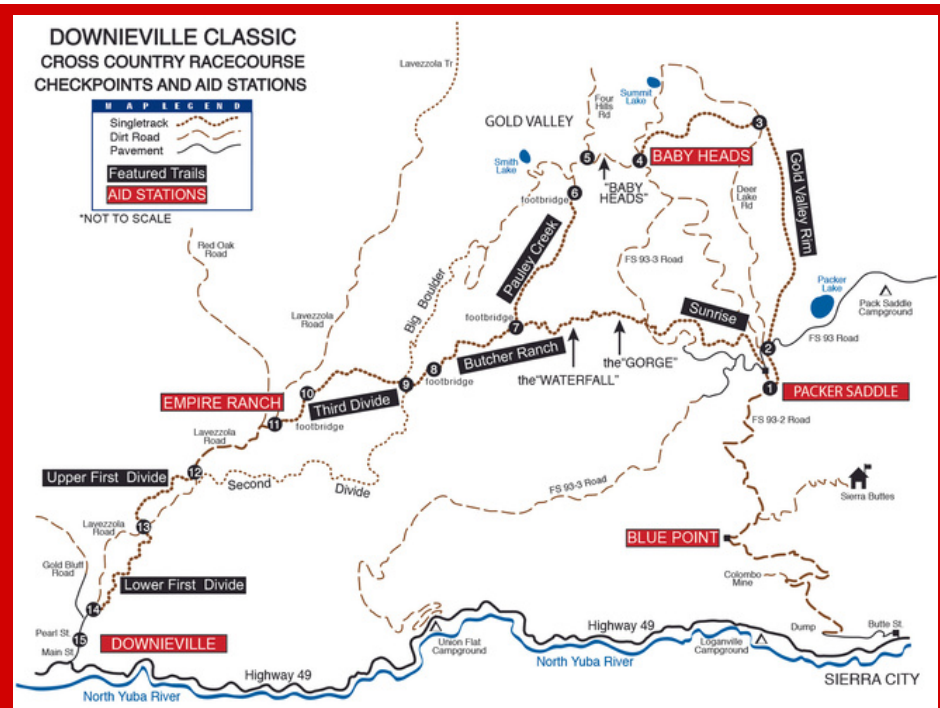 DOWNIEVILLE CLASSIC
CROSS COUNTRY RACECOURSE
CHECKPOINTS AND AID STATIONS
MAP LEGEND
Singletrack
Dirt Road
Pavement
Featured Trails
AID STATIONS
*NOT TO SCALE
Lavezzola Tr
GOLD VALLEY
Four
Hills
Rd
Summit
Lake
3
5
4
BABY HEADS
Smith
Lake
"BABY
HEADS"
6
footbridge
Deer
Lake
Rd
Gold Valley Rim
Red Oak
Road
Pauley Creek
FS 93-3 Road
Packer
Lake
Pack Saddle
Campground
Big Boulder
Lavezzola
Road
footbridge
7
Sunrise
FS 93 Road
2
Butcher Ranch
the"WATERFALL"
the"GORGE"
8
footbridge
9
10
Third Divide
EMPIRE RANCH
11
footbridge
1
PACKER SADDLE
FS 93-2 Road
Lavezzola
Road
12
Upper First Divide
Second
Divide
FS 93-3 Road
Sierra Buttes
13
Lavezzola
Road
BLUE POINT
Gold Bluff
Road
Lower First Divide
Colombo
Mine
14
Pearl St.
15
Main St.
DOWNIEVILLE
Union Flat
Campground
Highway 49
Loganville
Campground
Dump
Butte St.
Highway 49
North Yuba River
North Yuba River
SIERRA CITY